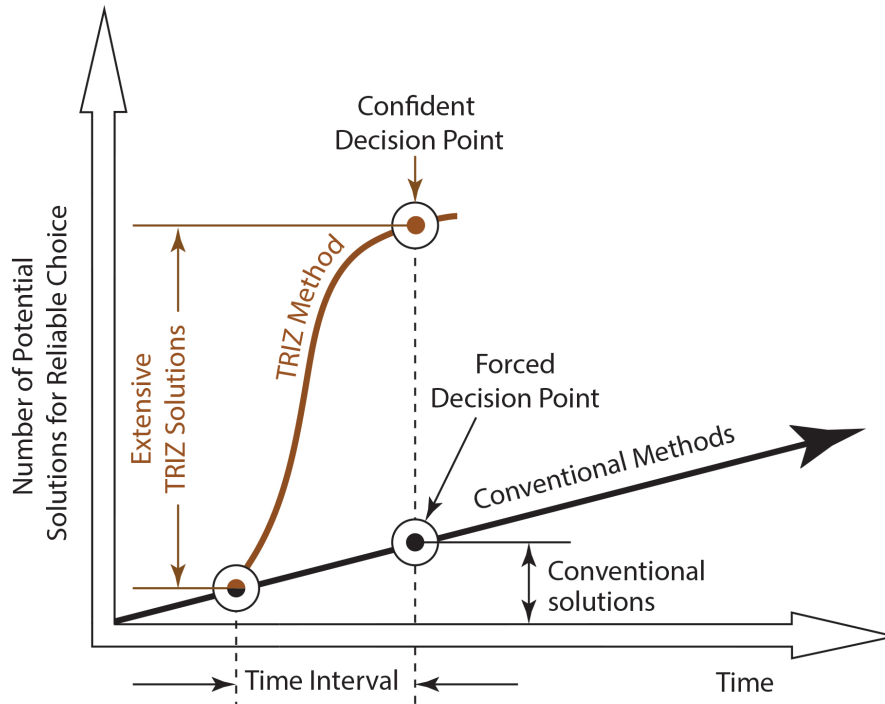 Confident
Decision Point
Number of Potential
Solutions for Reliable Choice
Extensive
TRIZ Solutions
TRIZ Method
Forced
Decision Point
Conventional Methods
Conventional
solutions
Time Interval
Time